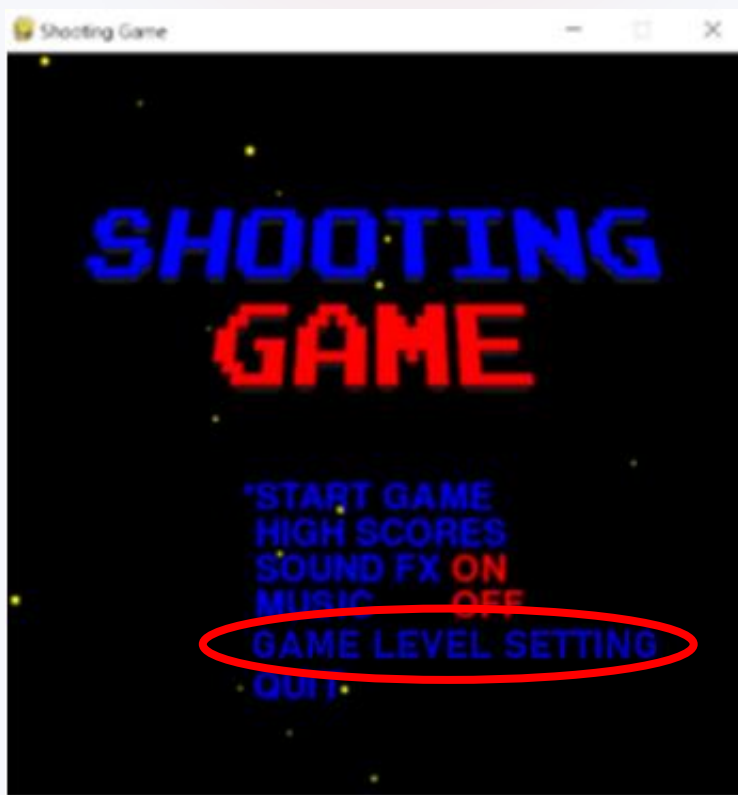 Shooting Game
SHOOTING
GAME
*START GAME
HIGH SCORES
SOUND FX ON
MUSIC OFF
GAME LEVEL SETTING
QUIT